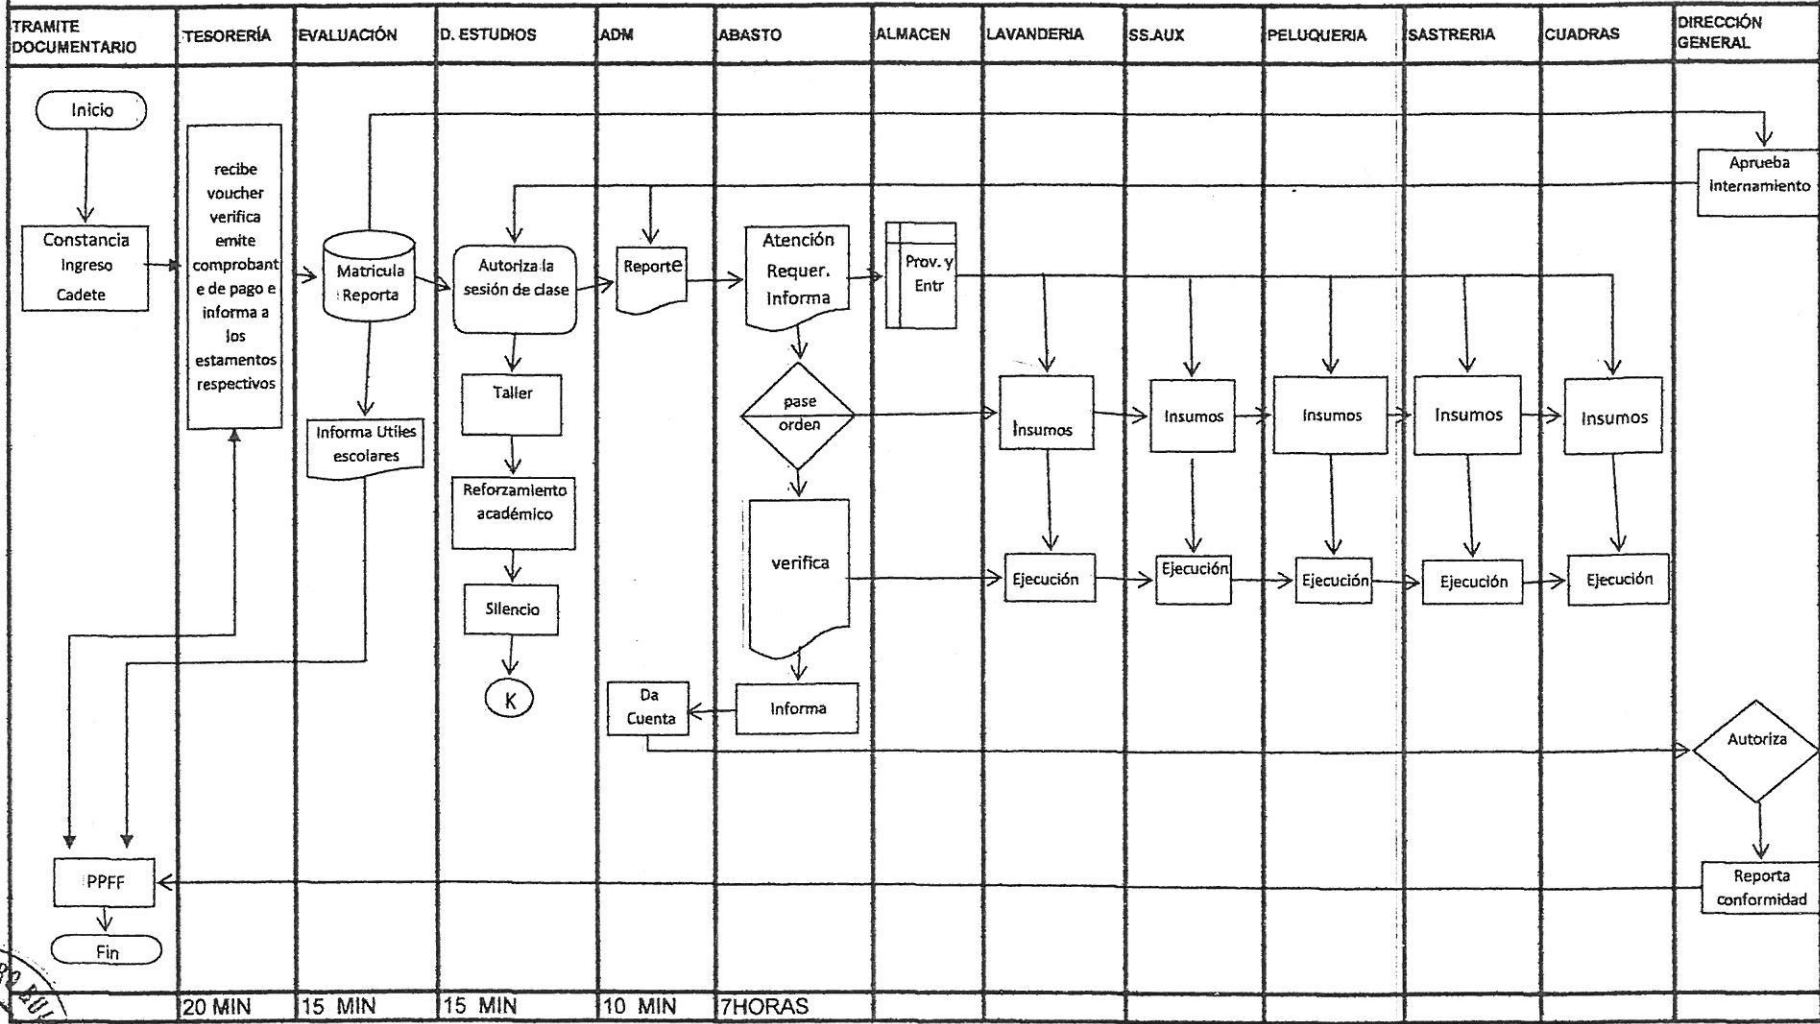 TRAMITE
DOCUMENTARIO
TESORERÍA
EVALUACIÓN
D. ESTUDIOS
ADM
ABASTO
ALMACEN
LAVANDERIA
SS.AUX
PELUQUERIA
SASTRERIA
CUADRAS
DIRECCIÓN
GENERAL
Inicio
Constancia
Ingreso
Cadete
recibe
voucher
verifica
emite
comprobant
e de pago e
informa a
los
estamentos
respectivos
Matricula
Reporta
Informa Utiles
escolares
Autoriza la
sesión de clase
Taller
Reforzamiento
académico
Silencio
K
Reporte
Atención
Requer.
Informa
pase
orden
verifica
Informa
Da
Cuenta
Prov. y
Entr
Insumos
Insumos
Insumos
Insumos
Insumos
Ejecución
Ejecución
Ejecución
Ejecución
Ejecución
Aprueba
Internamiento
Autoriza
Reporta
conformidad
PPFF
Fin
20 MIN
15 MIN
15 MIN
10 MIN
7HORAS